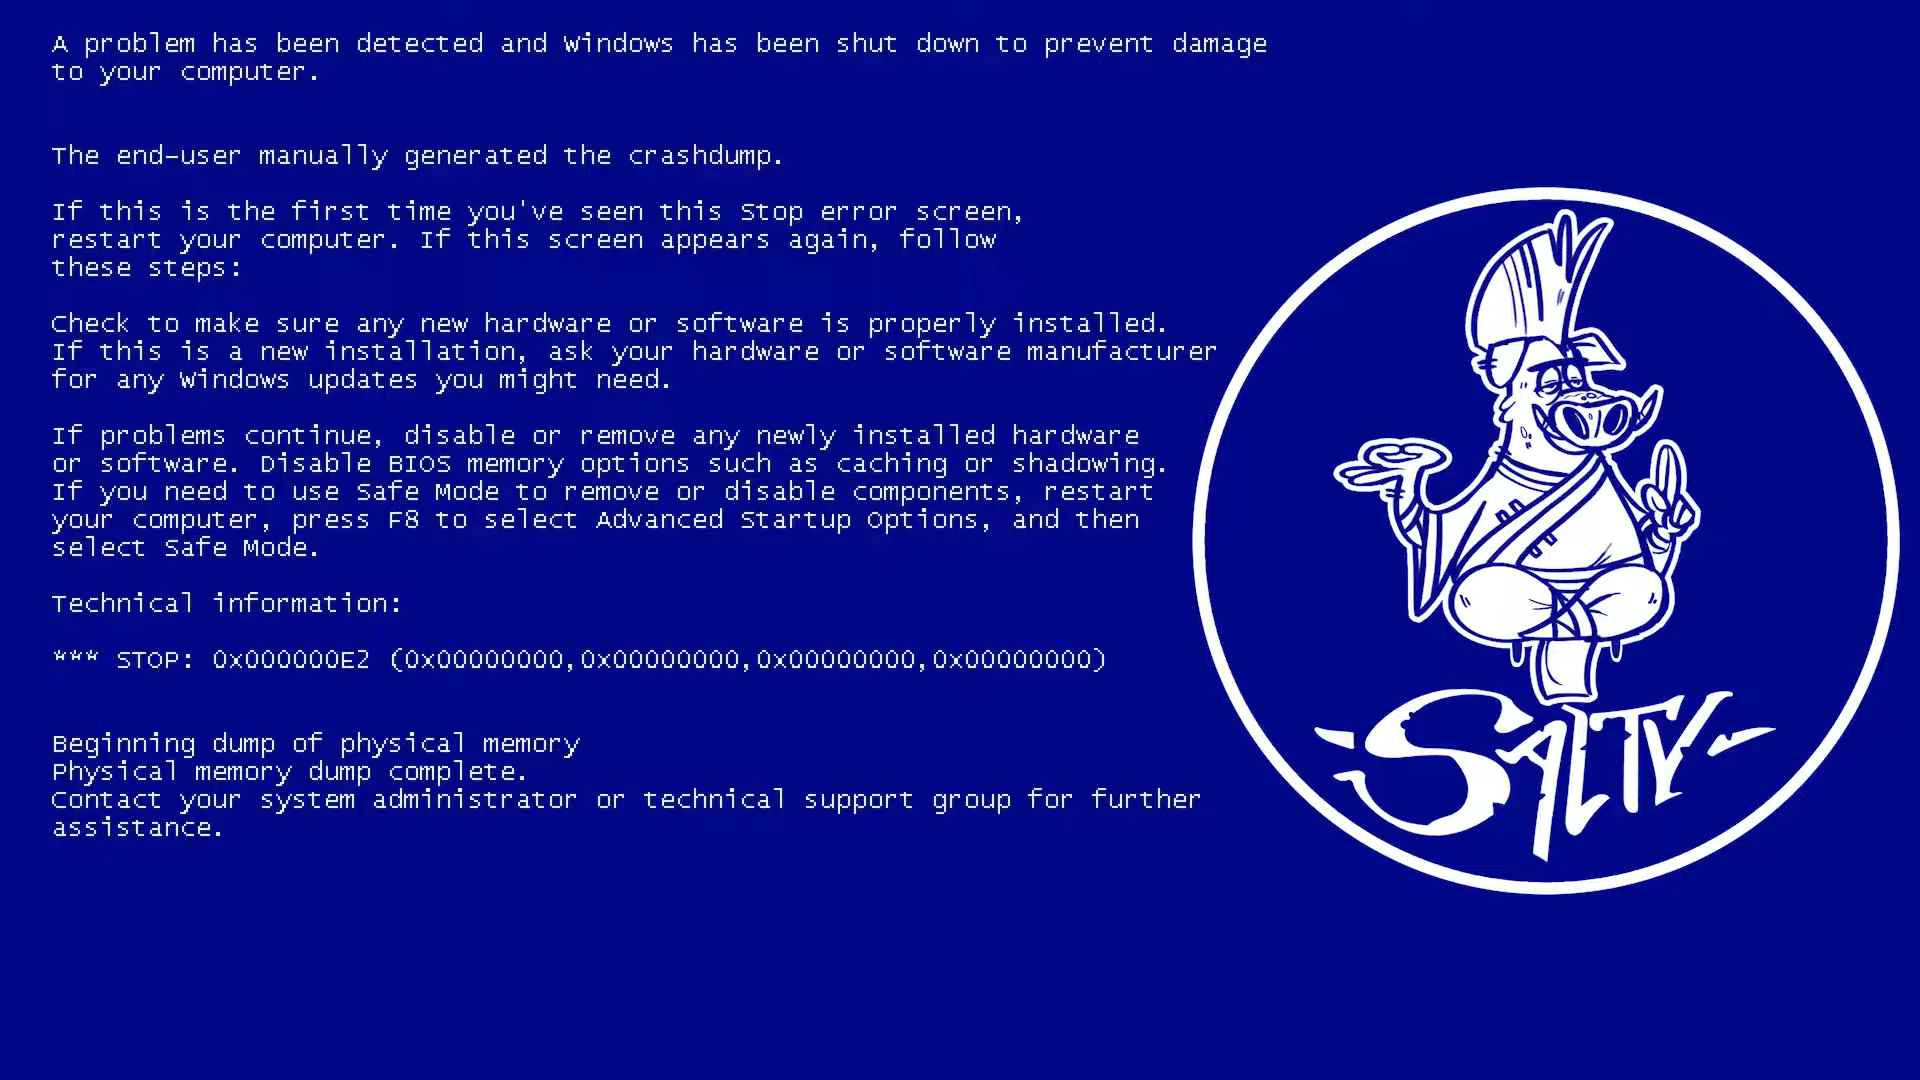 A problem has been detected and Windows has been shut down to prevent damage
to your computer.
The end-user manually generated the crashdump.
If this is the first time you've seen this Stop error screen,
restart your computer. If this screen appears again, follow
these steps:
Check to make sure any new hardware or software is properly installed.
If this is a new installation, ask your hardware or software manufacturer
for any Windows updates you might need.
If problems continue, disable or remove any newly installed hardware
or software. Disable BIOS memory options such as caching or shadowing.
If you need to use Safe Mode to remove or disable components, restart
your computer, press F8 to select Advanced Startup Options, and then
select Safe Mode.
Technical information:
*** STOP: 0x000000E2 (0x00000000,0x00000000,0x00000000,0x00000000)
Beginning dump of physical memory
Physical memory dump complete.
Contact your system administrator or technical support group for further
assistance.
SALTY